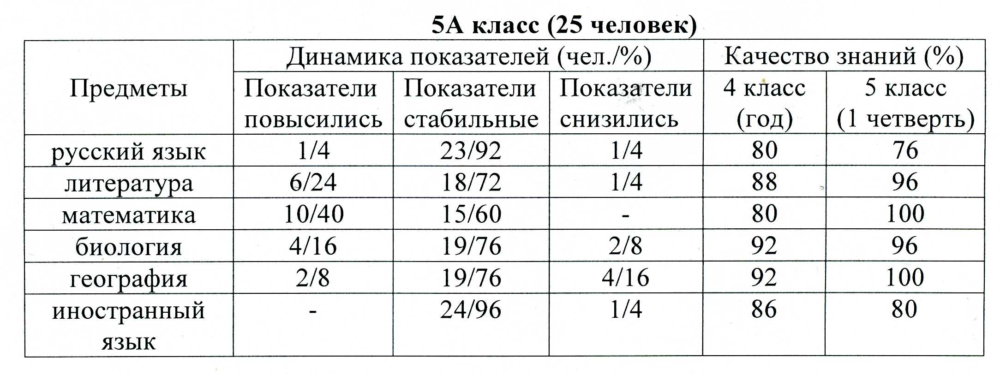 5А класс (25 человек)
Предметы Динамика показателей (чел./%) Качество знаний (%)
Показатели повысились Показатели стабильные Показатели снизились 4 класс (год) 5 класс (1 четверть)
русский язык 1/4 23/92 1/4 80 76
литература 6/24 18/72 1/4 88 96
математика 10/40 15/60 - 80 100
биология 4/16 19/76 2/8 92 96
география 2/8 19/76 4/16 92 100
иностранный язык - 24/96 1/4 86 80